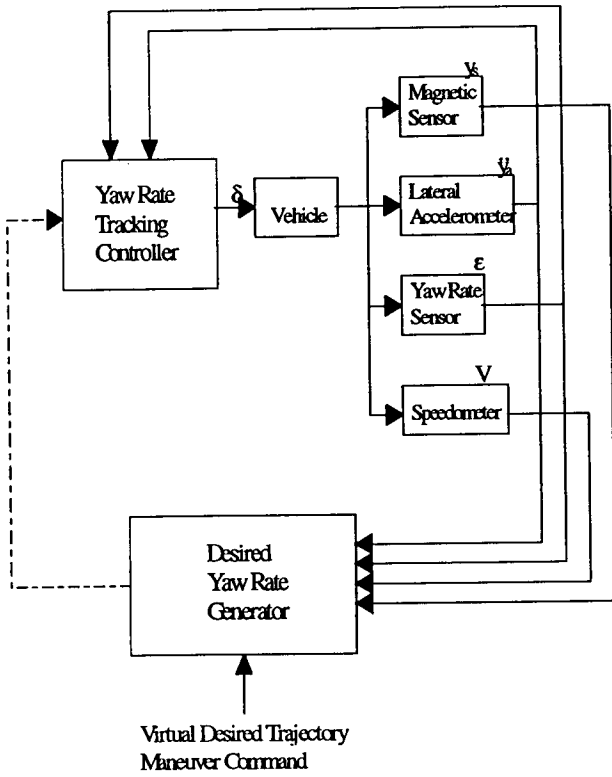 yₛ
Magnetic
Sensor
Yaw Rate
Tracking
Controller
δ
Vehicle
Lateral
Accelerometer
ε
Yaw Rate
Sensor
V
Speedometer
Desired
Yaw Rate
Generator
Virtual Desired Trajectory
Maneuver Command